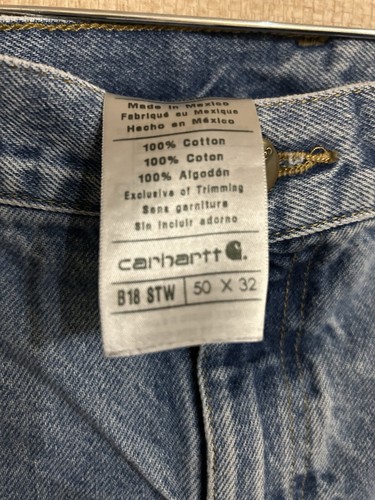 Made in Mexico
Fabriqué au Mexique
Hecho en México
100% Cotton
100% Coton
100% Algodón
Exclusive of Trimming
Sans garniture
Sin incluir adorno
carhartt
B18 STW 50 X 32